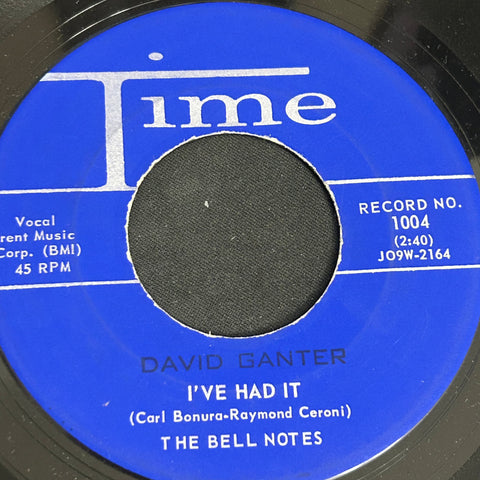 Time
Vocal
rent Music
Corp. (BMI)
45 RPM
RECORD NO.
1004
(2:40)
JO9W-2164
DAVID GANTER
I'VE HAD IT
(Carl Bonura-Raymond Ceroni)
THE BELL NOTES